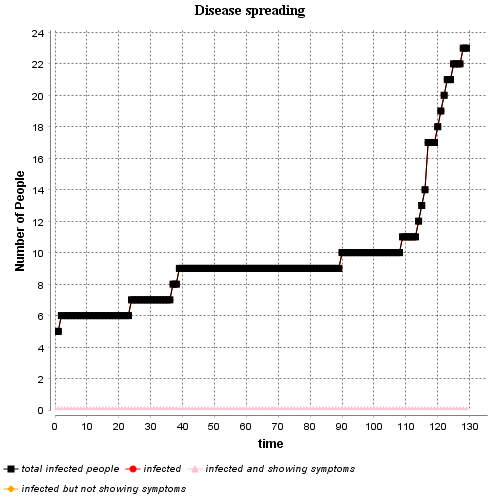 Disease spreading
Number of People
24
22
20
18
16
14
12
10
8
6
4
2
0
0 10 20 30 40 50 60 70 80 90 100 110 120 130
time
total infected people infected infected and showing symptoms
infected but not showing symptoms